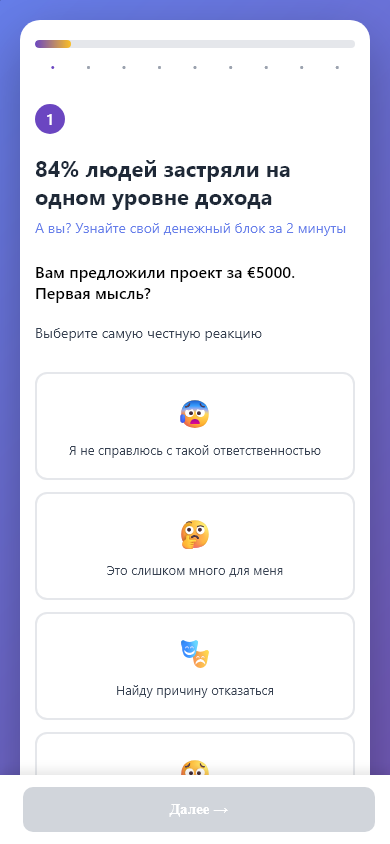 1
84% людей застряли на
одном уровне дохода
А вы? Узнайте свой денежный блок за 2 минуты
Вам предложили проект за €5000.
Первая мысль?
Выберите самую честную реакцию
Я не справлюсь с такой ответственностью
Это слишком много для меня
Найду причину отказаться
Далее →